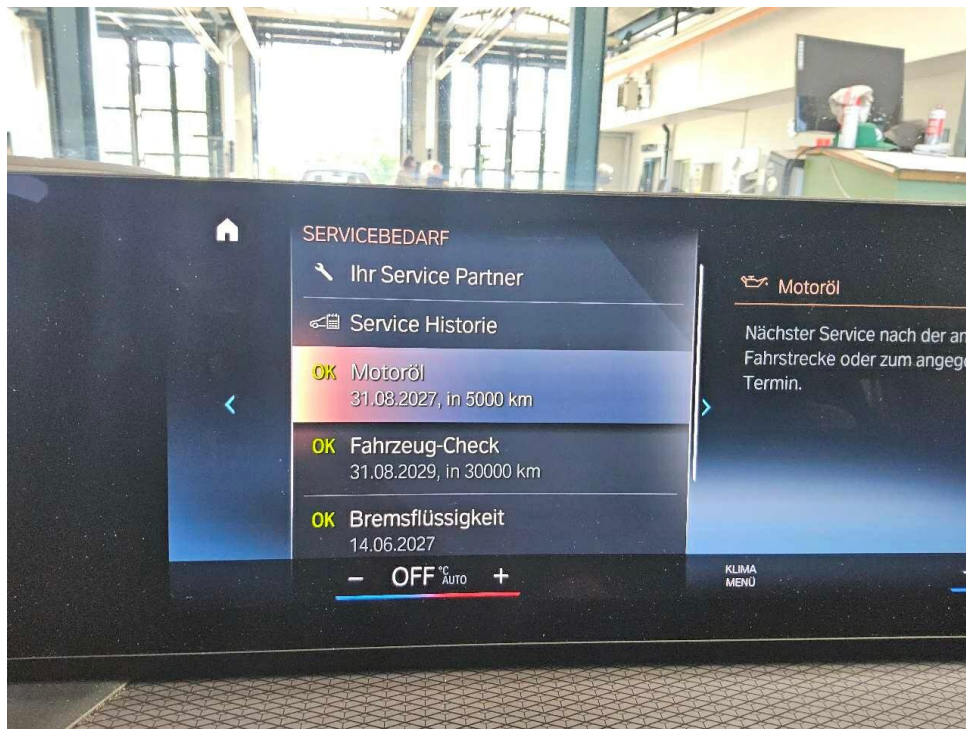 SERVICEBEDARF
Ihr Service Partner
Service Historie
OK Motoröl
31.08.2027, in 5000 km
OK Fahrzeug-Check
31.08.2029, in 30000 km
OK Bremsflüssigkeit
14.06.2027
Motoröl
Nächster Service nach der an
Fahrstrecke oder zum angege
Termin.
– OFF °C AUTO +
KLIMA
MENÜ